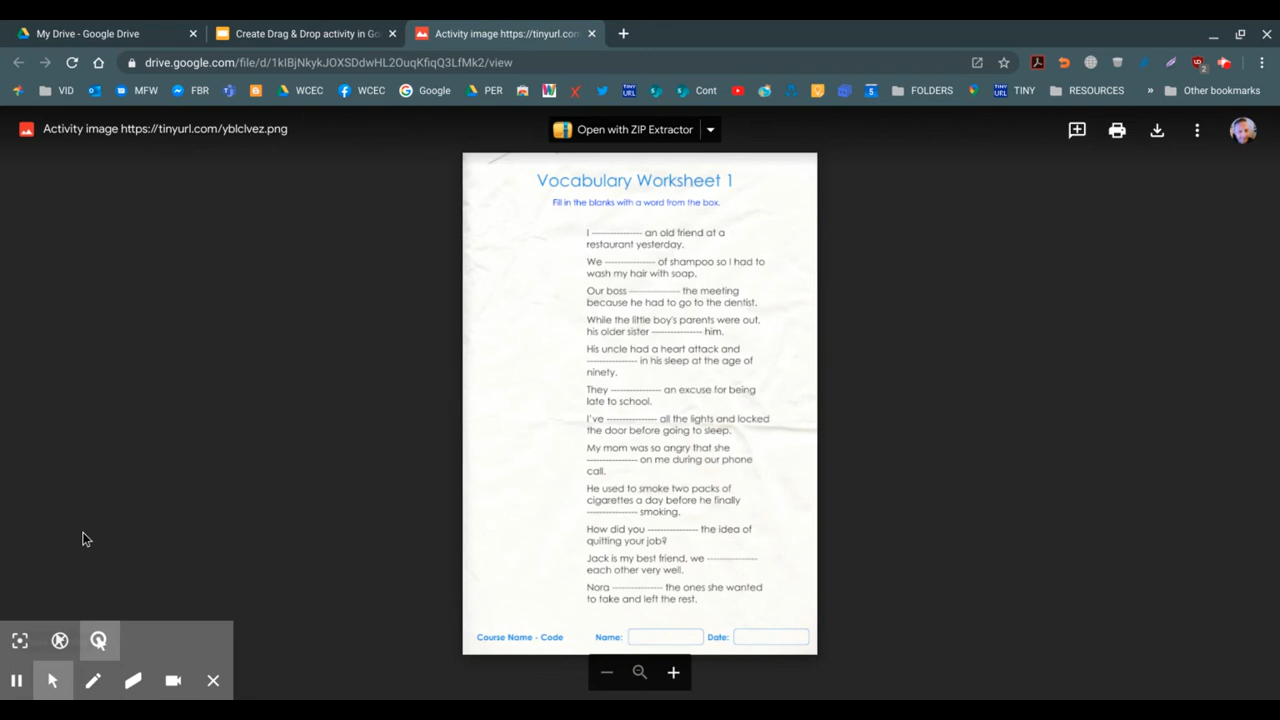 My Drive - Google Drive
Create Drag & Drop activity in Go
Activity image https://tinyurl.com
drive.google.com/file/d/1klBjNkykJOXSDdwHL2OuqKfiqQ3LfMk2/view
VID
MFW
FBR
WCEC
WCEC
Google
PER
Cont
FOLDERS
TINY
RESOURCES
»
Other bookmarks
Activity image https://tinyurl.com/yblclvez.png
Open with ZIP Extractor
Vocabulary Worksheet 1
Fill in the blanks with a word from the box.
I --------------- an old friend at a
restaurant yesterday.
We --------------- of shampoo so I had to
wash my hair with soap.
Our boss --------------- the meeting
because he had to go to the dentist.
While the little boy's parents were out,
his older sister --------------- him.
His uncle had a heart attack and
--------------- in his sleep at the age of
ninety.
They --------------- an excuse for being
late to school.
I've --------------- all the lights and locked
the door before going to sleep.
My mom was so angry that she
--------------- on me during our phone
call.
He used to smoke two packs of
cigarettes a day before he finally
--------------- smoking.
How did you --------------- the idea of
quitting your job?
Jack is my best friend, we ---------------
each other very well.
Nora --------------- the ones she wanted
to take and left the rest.
Course Name - Code
Name:
Date: